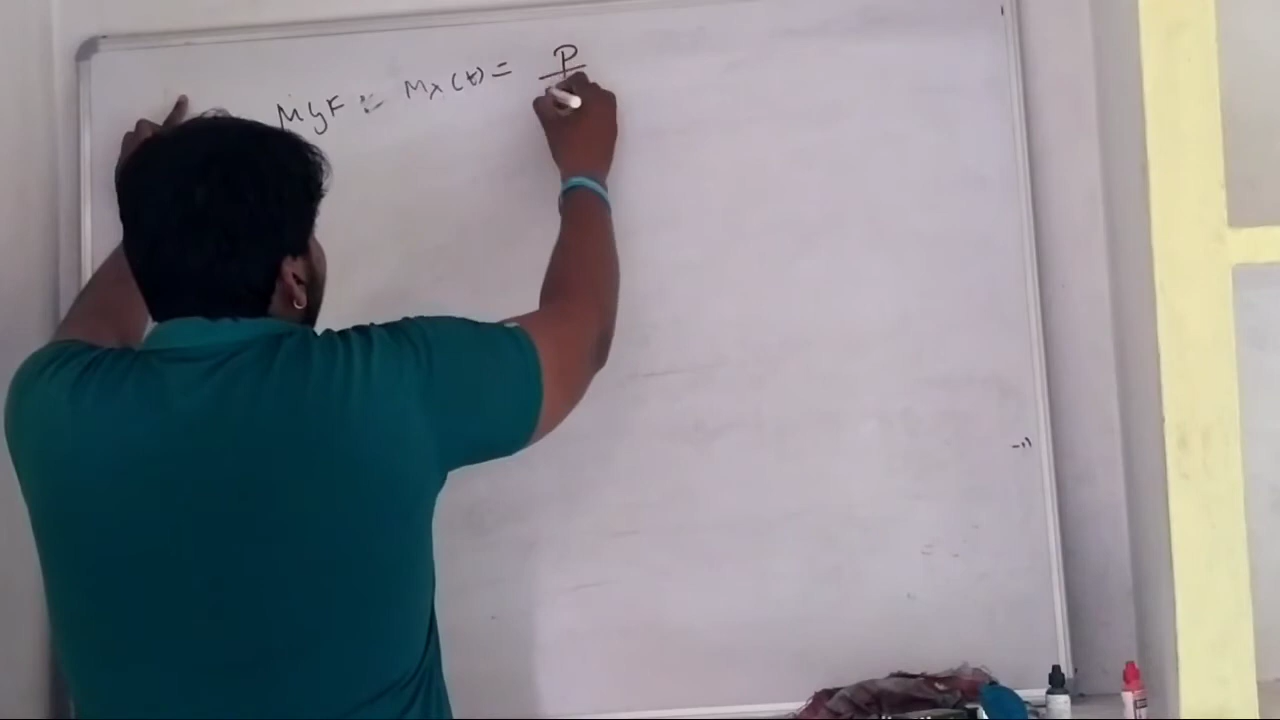 MGF :- Mx(t) = P